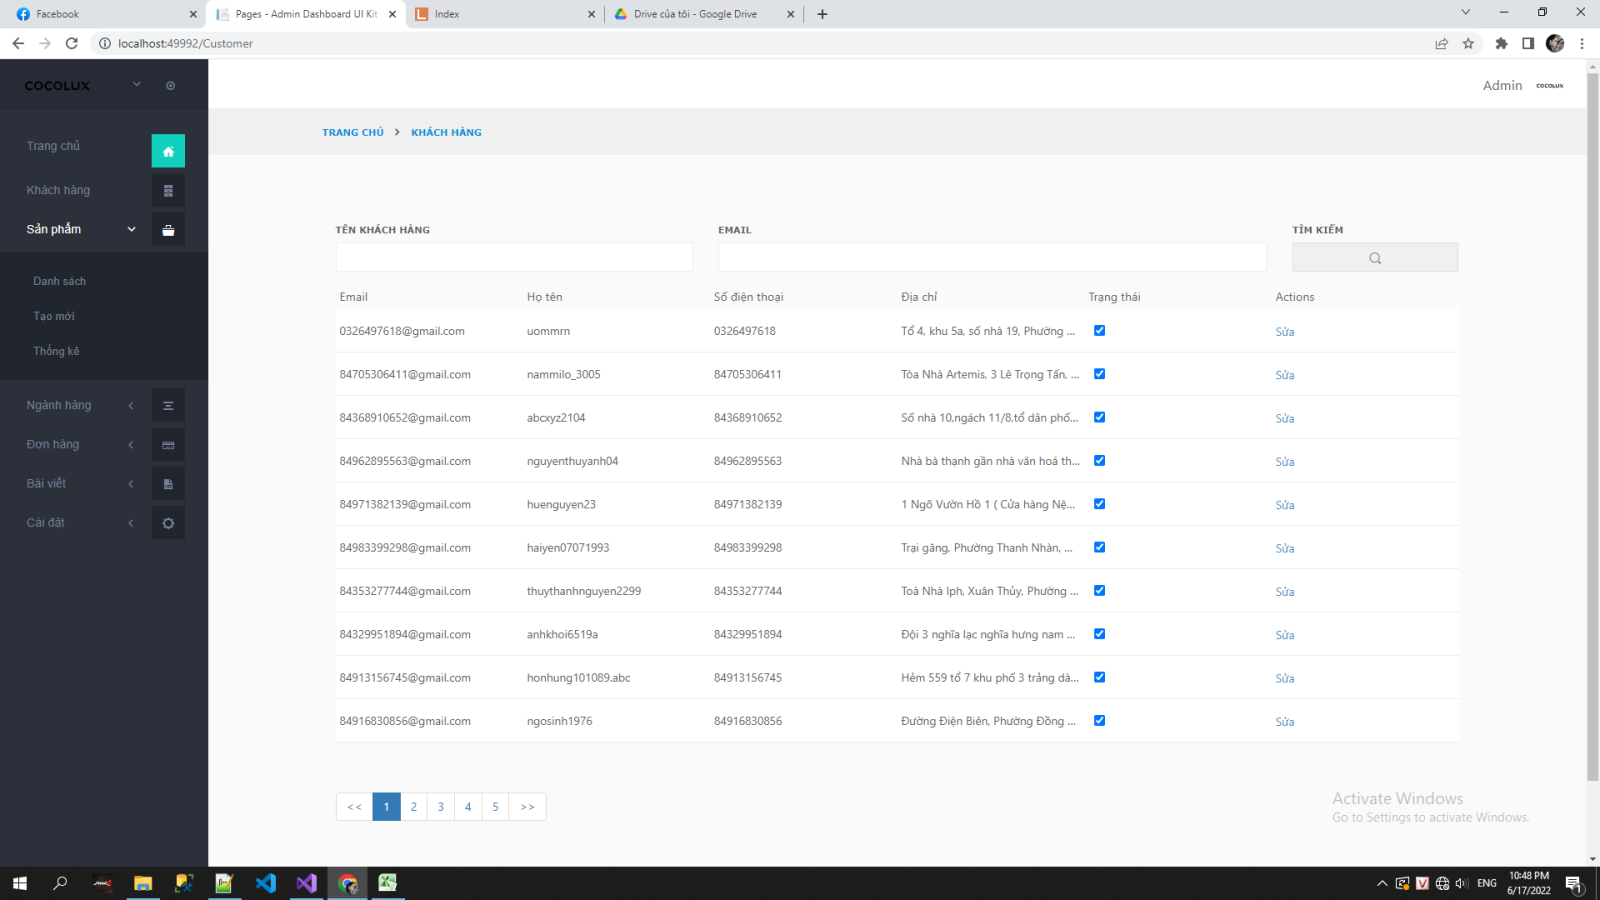 Facebook
Pages - Admin Dashboard UI Kit
Index
Drive của tôi - Google Drive
localhost:49992/Customer
COCOLUX
Admin
COCOLUX
TRANG CHỦ > KHÁCH HÀNG
Trang chủ
Khách hàng
Sản phẩm
Danh sách
Tạo mới
Thống kê
Ngành hàng
Đơn hàng
Bài viết
Cài đặt
TÊN KHÁCH HÀNG EMAIL TÌM KIẾM
Email Họ tên Số điện thoại Địa chỉ Trạng thái Actions
0326497618@gmail.com uommrn 0326497618 Tổ 4, khu 5a, số nhà 19, Phường ... Sửa
84705306411@gmail.com nammilo_3005 84705306411 Tòa Nhà Artemis, 3 Lê Trọng Tấn, ... Sửa
84368910652@gmail.com abcxyz2104 84368910652 Số nhà 10,ngách 11/8,tổ dân phố... Sửa
84962895563@gmail.com nguyenthuyanh04 84962895563 Nhà bà thạnh gần nhà văn hoá th... Sửa
84971382139@gmail.com huenguyen23 84971382139 1 Ngõ Vườn Hồ 1 ( Cửa hàng Nệ... Sửa
84983399298@gmail.com haiyen07071993 84983399298 Trại găng, Phường Thanh Nhàn, ... Sửa
84353277744@gmail.com thuythanhnguyen2299 84353277744 Toà Nhà Iph, Xuân Thủy, Phường ... Sửa
84329951894@gmail.com anhkhoi6519a 84329951894 Đội 3 nghĩa lạc nghĩa hưng nam ... Sửa
84913156745@gmail.com honhung101089.abc 84913156745 Hẻm 559 tổ 7 khu phố 3 trảng dà... Sửa
84916830856@gmail.com ngosinh1976 84916830856 Đường Điện Biên, Phường Đồng ... Sửa
<< 1 2 3 4 5 >>
Activate Windows
Go to Settings to activate Windows.
ENG
10:48 PM
6/17/2022
1